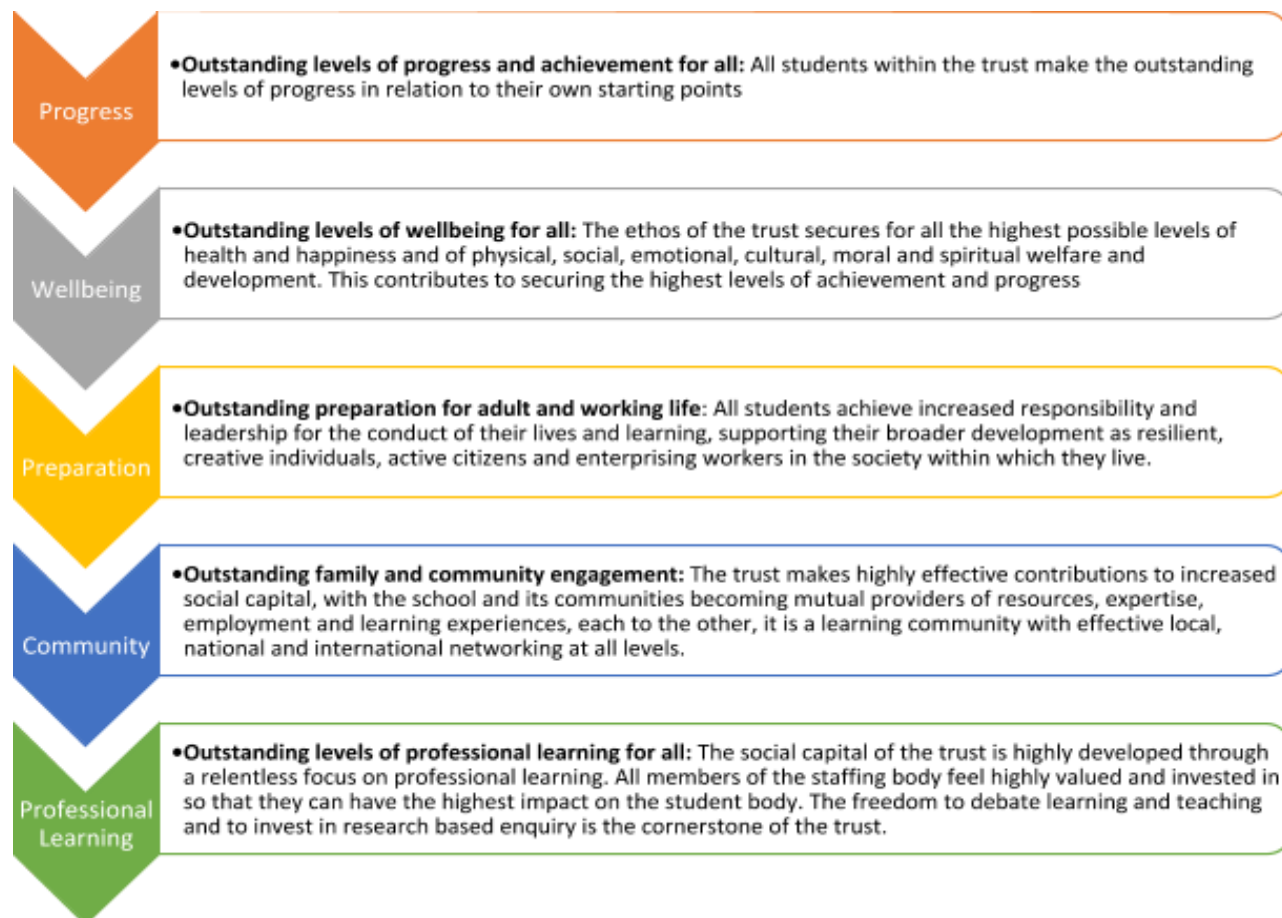 Progress
•Outstanding levels of progress and achievement for all: All students within the trust make the outstanding
levels of progress in relation to their own starting points
Wellbeing
•Outstanding levels of wellbeing for all: The ethos of the trust secures for all the highest possible levels of
health and happiness and of physical, social, emotional, cultural, moral and spiritual welfare and
development. This contributes to securing the highest levels of achievement and progress
Preparation
•Outstanding preparation for adult and working life: All students achieve increased responsibility and
leadership for the conduct of their lives and learning, supporting their broader development as resilient,
creative individuals, active citizens and enterprising workers in the society within which they live.
Community
•Outstanding family and community engagement: The trust makes highly effective contributions to increased
social capital, with the school and its communities becoming mutual providers of resources, expertise,
employment and learning experiences, each to the other, it is a learning community with effective local,
national and international networking at all levels.
Professional
Learning
•Outstanding levels of professional learning for all: The social capital of the trust is highly developed through
a relentless focus on professional learning. All members of the staffing body feel highly valued and invested in
so that they can have the highest impact on the student body. The freedom to debate learning and teaching
and to invest in research based enquiry is the cornerstone of the trust.